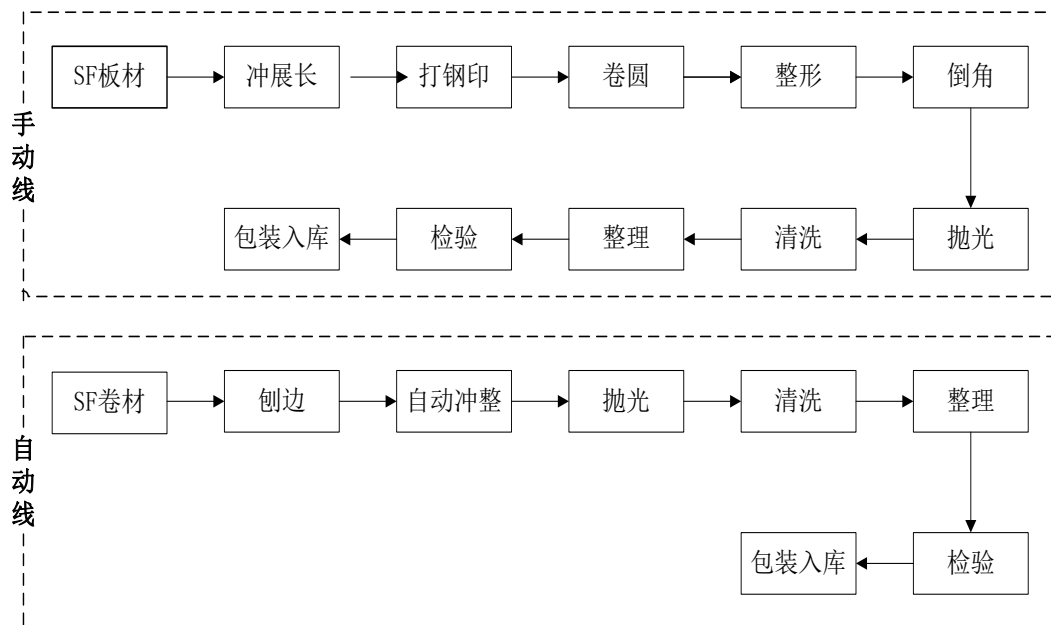 手动线
SF板材
冲展长
打钢印
卷圆
整形
倒角
包装入库
检验
整理
清洗
抛光
自动线
SF卷材
刨边
自动冲整
抛光
清洗
整理
包装入库
检验